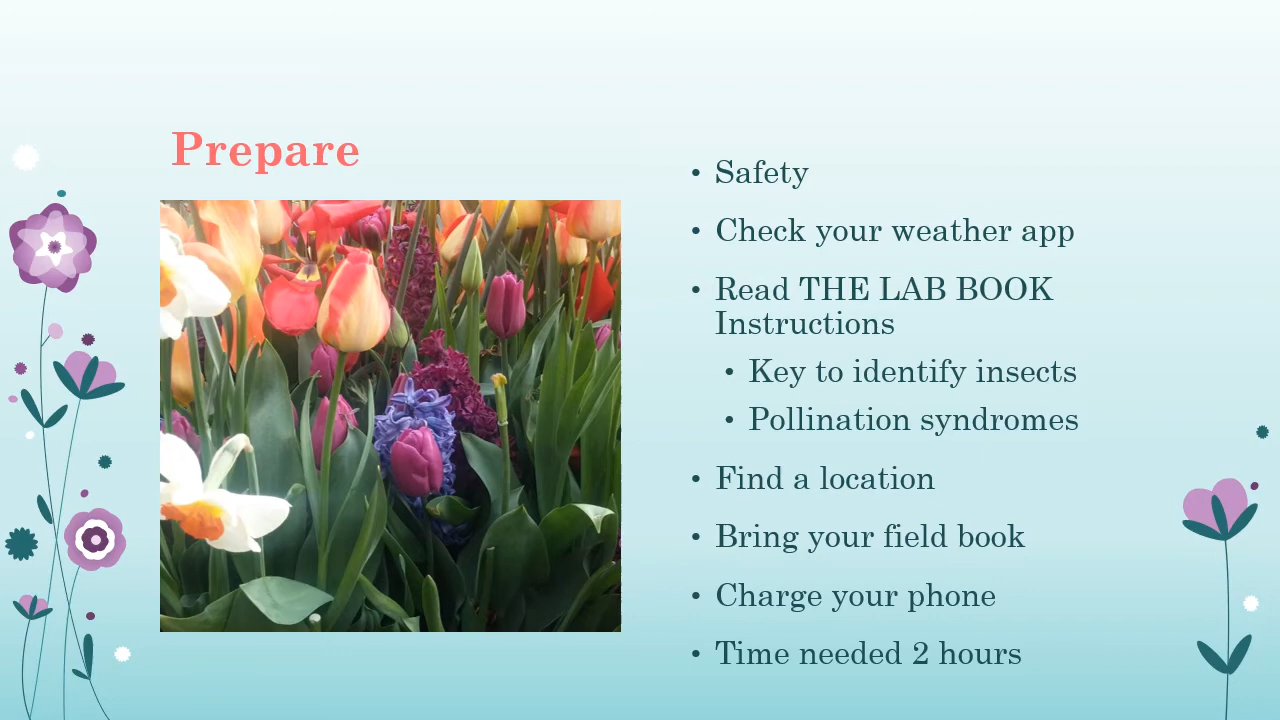 Prepare
• Safety
• Check your weather app
• Read THE LAB BOOK
Instructions
• Key to identify insects
• Pollination syndromes
• Find a location
• Bring your field book
• Charge your phone
• Time needed 2 hours